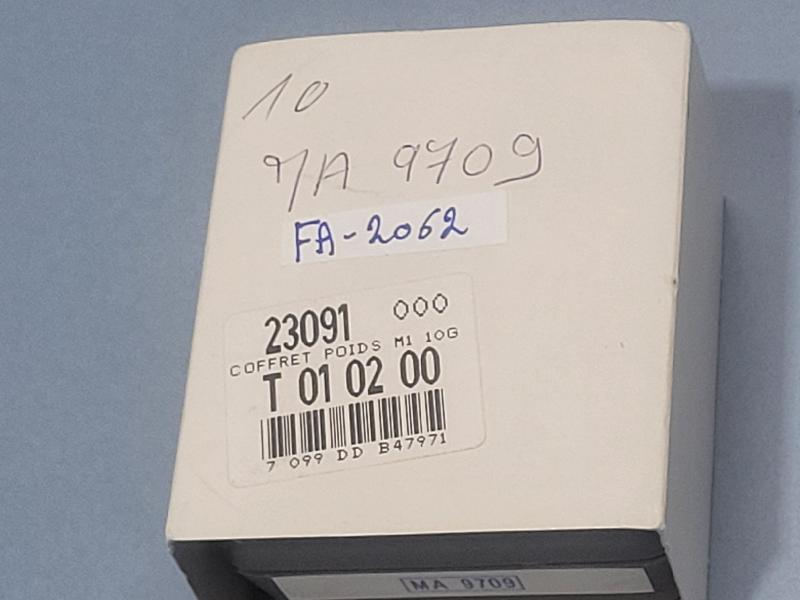 10
MA 9709
FA-2062
23091 000
COFFRET POIDS M1 10G
T 01 02 00
7 099 DD B47971
[MA 9709]